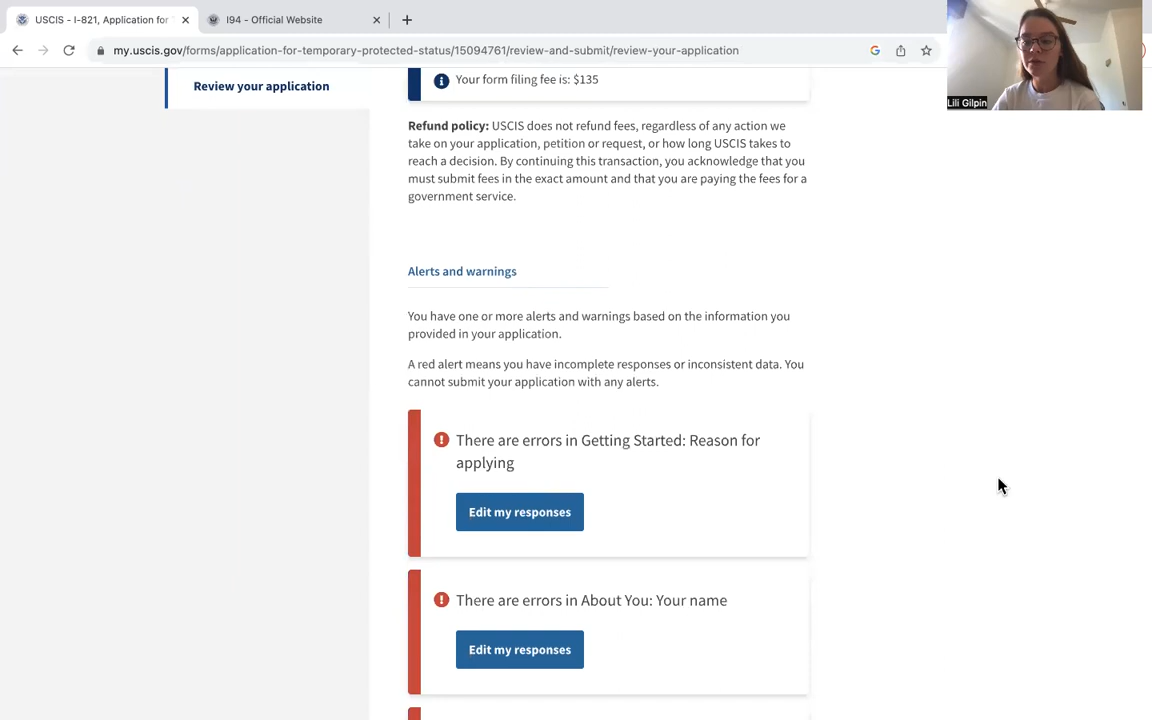 USCIS - I-821, Application for
I94 - Official Website
my.uscis.gov/forms/application-for-temporary-protected-status/15094761/review-and-submit/review-your-application
Lili Gilpin
Review your application
Your form filing fee is: $135
Refund policy: USCIS does not refund fees, regardless of any action we
take on your application, petition or request, or how long USCIS takes to
reach a decision. By continuing this transaction, you acknowledge that you
must submit fees in the exact amount and that you are paying the fees for a
government service.
Alerts and warnings
You have one or more alerts and warnings based on the information you
provided in your application.
A red alert means you have incomplete responses or inconsistent data. You
cannot submit your application with any alerts.
There are errors in Getting Started: Reason for
applying
Edit my responses
There are errors in About You: Your name
Edit my responses